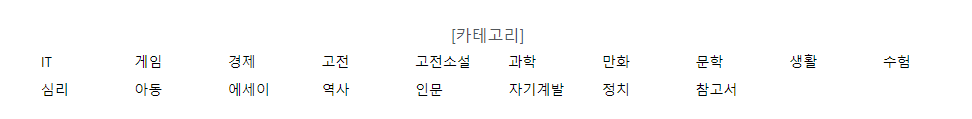 [카테고리]
IT 게임 경제 고전 고전소설 과학 만화 문학 생활 수험
심리 아동 에세이 역사 인문 자기계발 정치 참고서